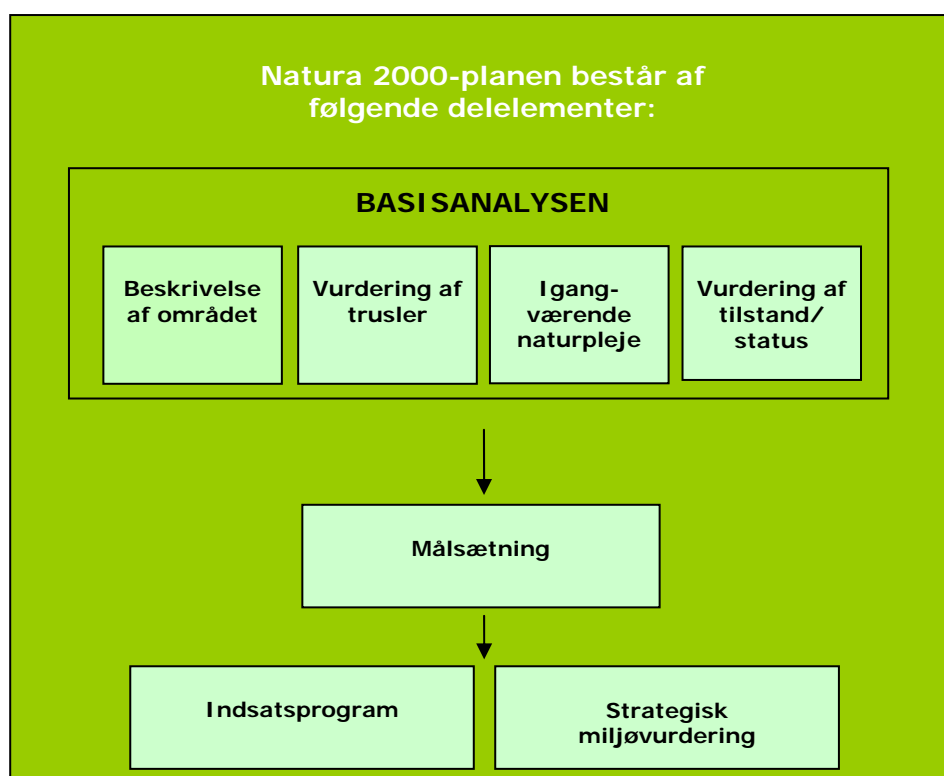 Natura 2000-planen består af
følgende delelementer:
BASISANALYSEN
Beskrivelse
af området
Vurdering af
trusler
Igang-
værende
naturpleje
Vurdering af
tilstand/
status
Målsætning
Indsatsprogram
Strategisk
miljøvurdering